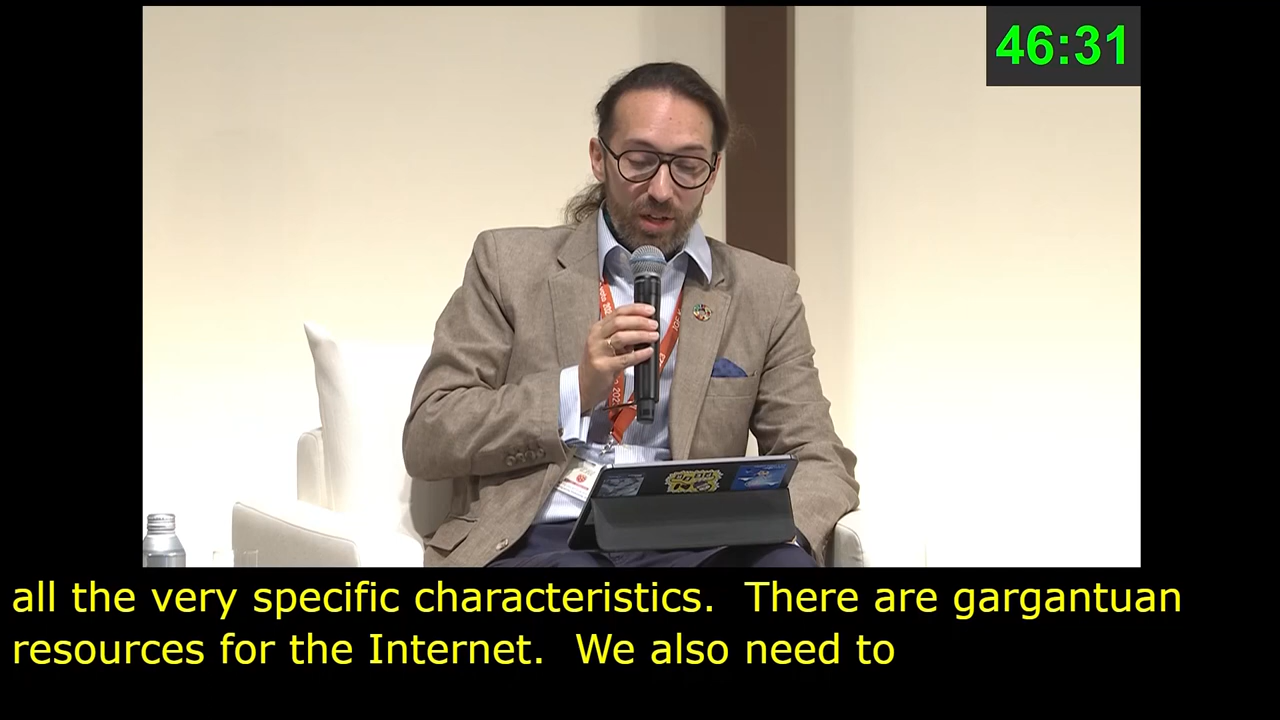 46:31
all the very specific characteristics.  There are gargantuan
resources for the Internet.  We also need to